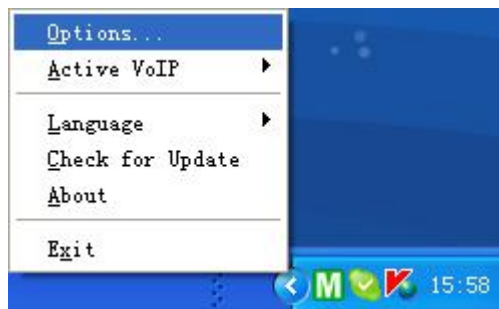 Options...
Active VoIP
Language
Check for Update
About
Exit
M
15:58